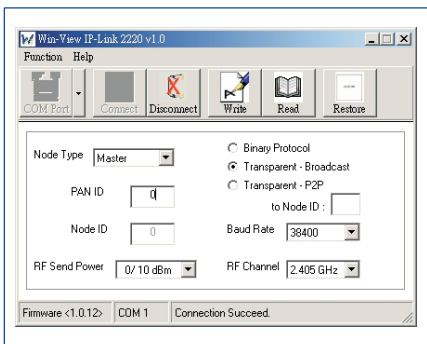 Win-View IP-Link 2220 v1.0
Function Help
COM Port Connect Disconnect Write Read Restore
Node Type Master
PAN ID 0
Node ID 0
RF Send Power 0/ 10 dBm
Binary Protocol
Transparent - Broadcast
Transparent - P2P
to Node ID :
Baud Rate 38400
RF Channel 2.405 GHz
Firmware <1.0.12> COM 1 Connection Succeed.